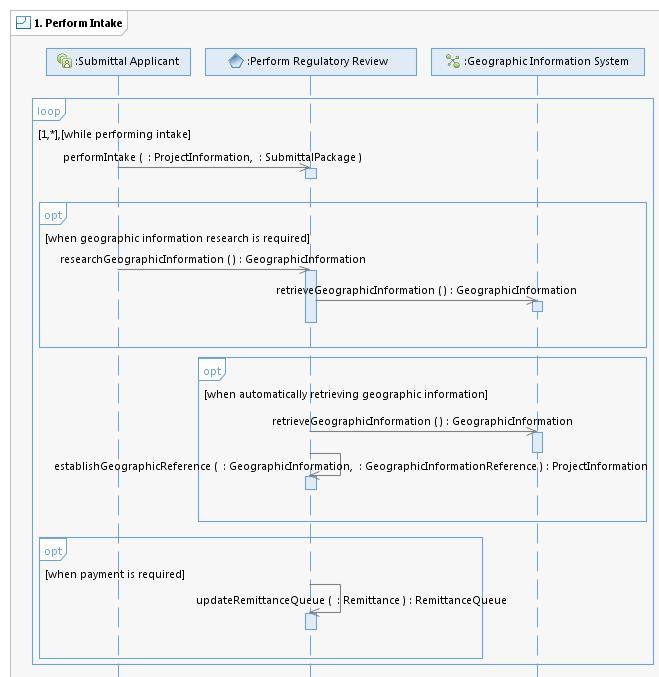 1. Perform Intake
:Submittal Applicant
:Perform Regulatory Review
:Geographic Information System
loop
[1,*],[while performing intake]
performIntake ( : ProjectInformation, : SubmittalPackage )
opt
[when geographic information research is required]
researchGeographicInformation ( ) : GeographicInformation
retrieveGeographicInformation ( ) : GeographicInformation
opt
[when automatically retrieving geographic information]
retrieveGeographicInformation ( ) : GeographicInformation
establishGeographicReference ( : GeographicInformation, : GeographicInformationReference ) : ProjectInformation
opt
[when payment is required]
updateRemittanceQueue ( : Remittance ) : RemittanceQueue